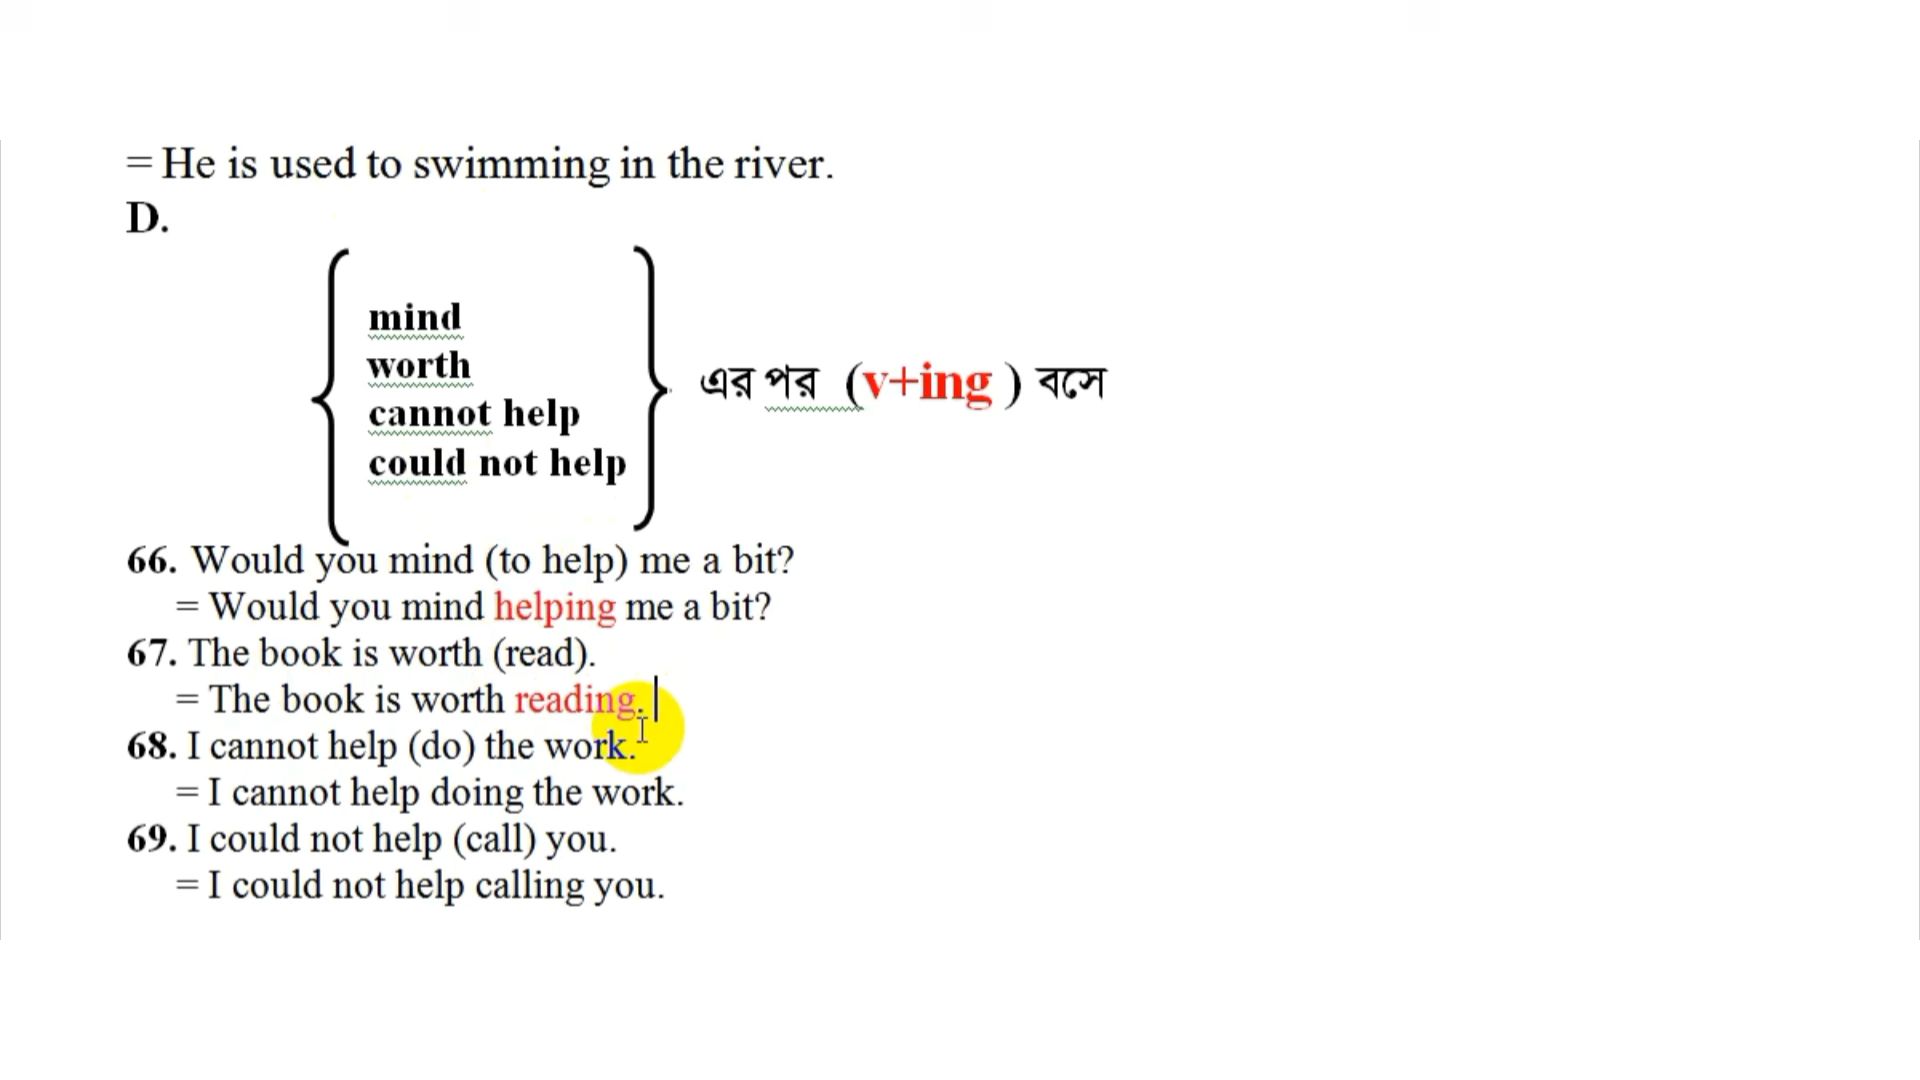 = He is used to swimming in the river.
D.
mind
worth
cannot help
could not help
এর পর (v+ing ) বসে
66. Would you mind (to help) me a bit?
= Would you mind helping me a bit?
67. The book is worth (read).
= The book is worth reading.
68. I cannot help (do) the work.
= I cannot help doing the work.
69. I could not help (call) you.
= I could not help calling you.